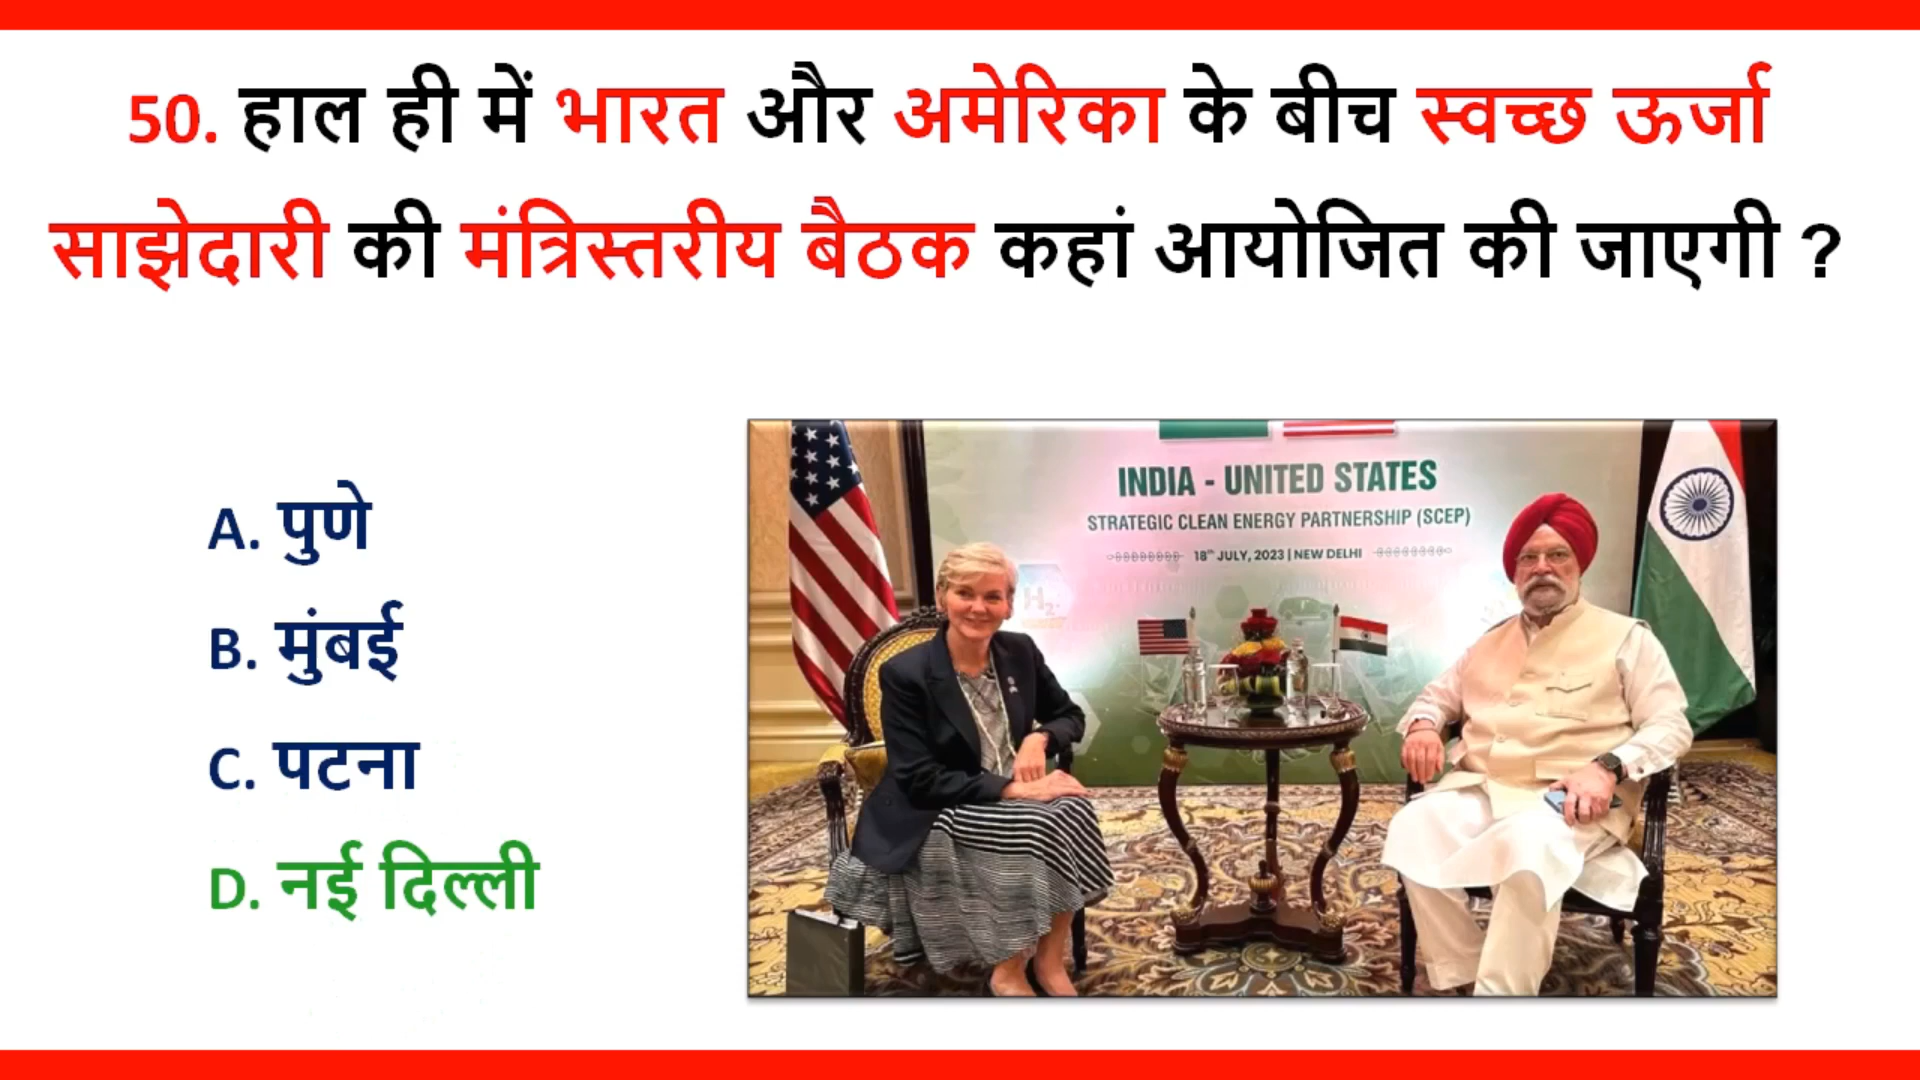 50. हाल ही में भारत और अमेरिका के बीच स्वच्छ ऊर्जा
साझेदारी की मंत्रिस्तरीय बैठक कहां आयोजित की जाएगी ?
A. पुणे
B. मुंबई
C. पटना
D. नई दिल्ली
INDIA - UNITED STATES
STRATEGIC CLEAN ENERGY PARTNERSHIP (SCEP)
18th JULY, 2023 | NEW DELHI
H2